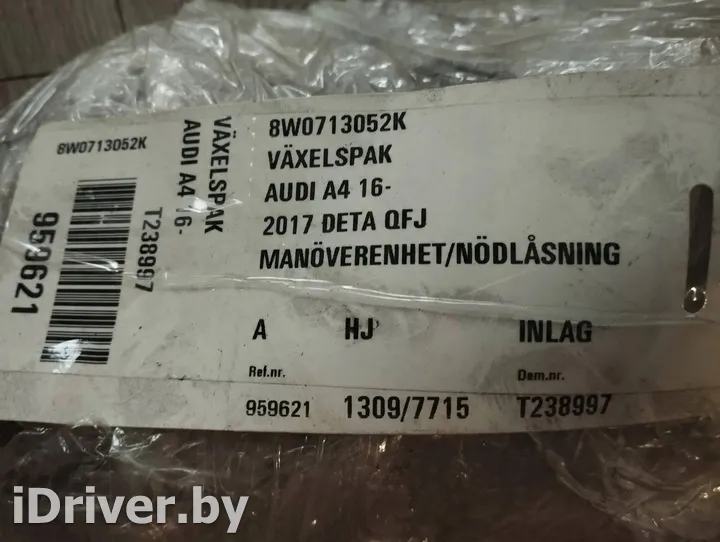 8W0713052K
VÄXELSPAK
AUDI A4 16-
T238997
959621
8W0713052K
VÄXELSPAK
AUDI A4 16-
2017 DETA QFJ
MANÖVERENHET/NÖDLÅSNING
A HJ INLAG
Ref.nr. Dem.nr.
959621 1309/7715 T238997
iDriver.by